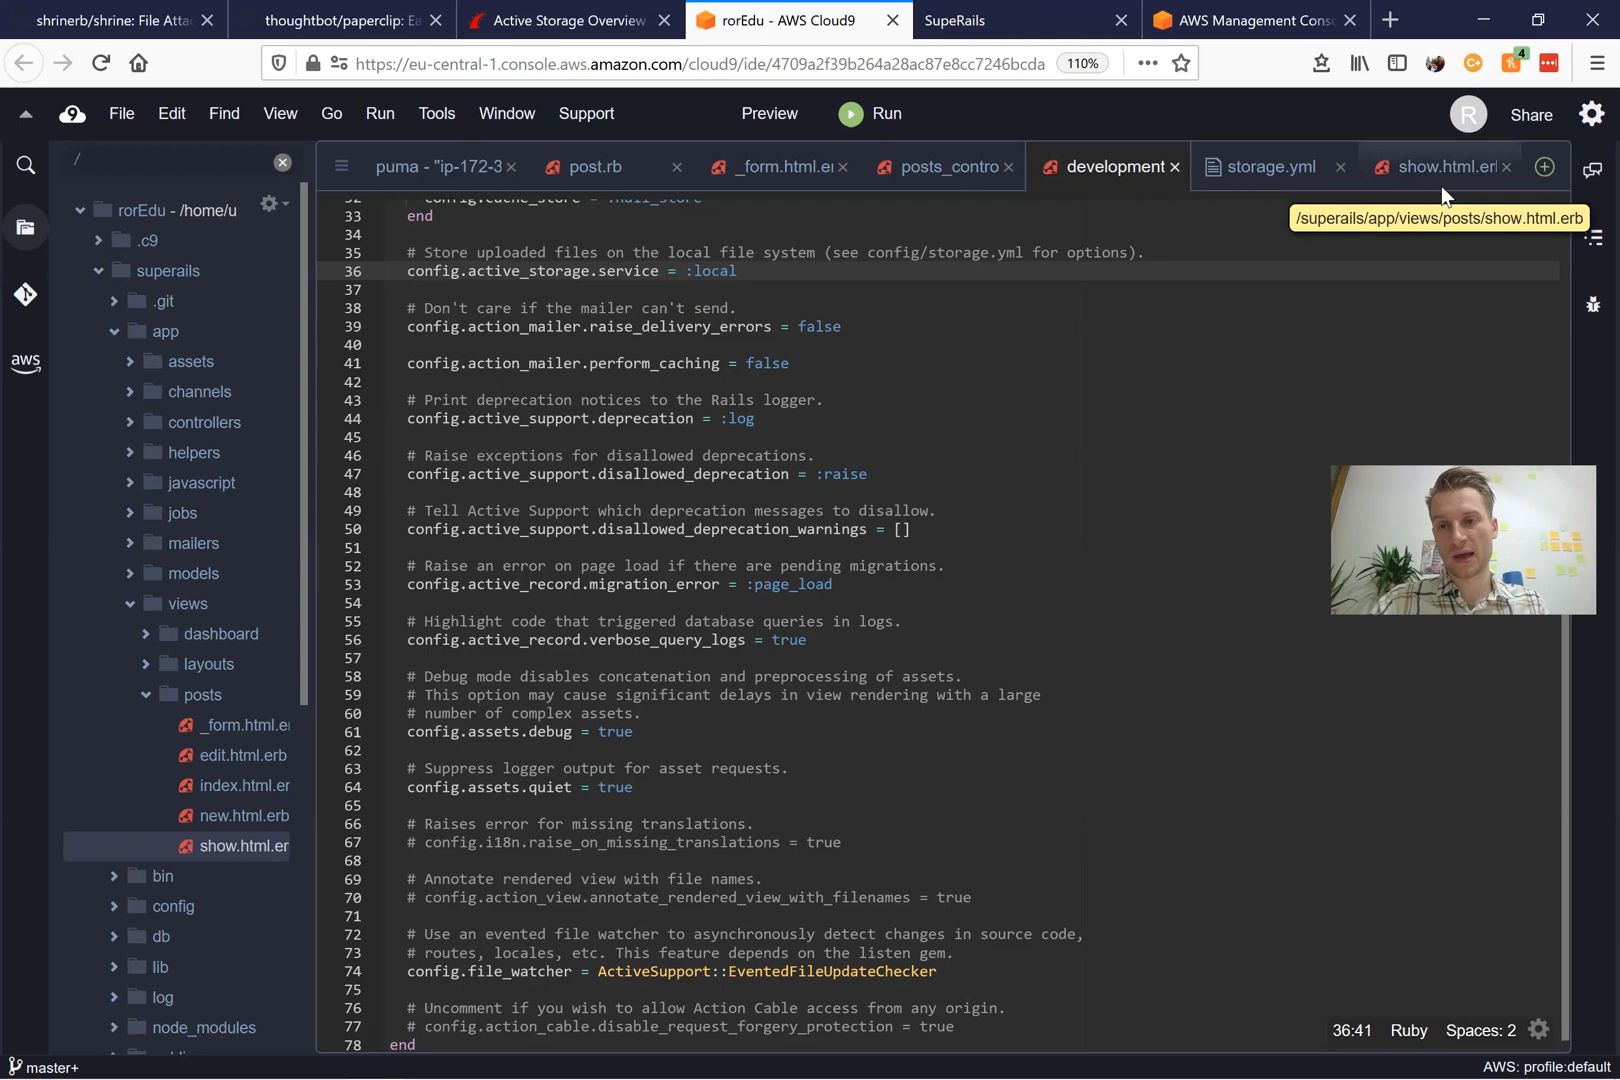 shrinerb/shrine: File Attac
thoughtbot/paperclip: Ea
Active Storage Overview
rorEdu - AWS Cloud9
SupeRails
AWS Management Conso
https://eu-central-1.console.aws.amazon.com/cloud9/ide/4709a2f39b264a28ac87e8cc7246bcda
110%
4
File Edit Find View Go Run Tools Window Support Preview Run
R Share
/
puma - "ip-172-3
post.rb
_form.html.er
posts_contro
development
storage.yml
show.html.erl
/superails/app/views/posts/show.html.erb
aws
rorEdu - /home/u
.c9
superails
.git
app
assets
channels
controllers
helpers
javascript
jobs
mailers
models
views
dashboard
layouts
posts
_form.html.er
edit.html.erb
index.html.er
new.html.erb
show.html.er
bin
config
db
lib
log
node_modules
32 config.cache_store = :null_store
33 end
34
35 # Store uploaded files on the local file system (see config/storage.yml for options).
36 config.active_storage.service = :local
37
38 # Don't care if the mailer can't send.
39 config.action_mailer.raise_delivery_errors = false
40
41 config.action_mailer.perform_caching = false
42
43 # Print deprecation notices to the Rails logger.
44 config.active_support.deprecation = :log
45
46 # Raise exceptions for disallowed deprecations.
47 config.active_support.disallowed_deprecation = :raise
48
49 # Tell Active Support which deprecation messages to disallow.
50 config.active_support.disallowed_deprecation_warnings = []
51
52 # Raise an error on page load if there are pending migrations.
53 config.active_record.migration_error = :page_load
54
55 # Highlight code that triggered database queries in logs.
56 config.active_record.verbose_query_logs = true
57
58 # Debug mode disables concatenation and preprocessing of assets.
59 # This option may cause significant delays in view rendering with a large
60 # number of complex assets.
61 config.assets.debug = true
62
63 # Suppress logger output for asset requests.
64 config.assets.quiet = true
65
66 # Raises error for missing translations.
67 # config.i18n.raise_on_missing_translations = true
68
69 # Annotate rendered view with file names.
70 # config.action_view.annotate_rendered_view_with_filenames = true
71
72 # Use an evented file watcher to asynchronously detect changes in source code,
73 # routes, locales, etc. This feature depends on the listen gem.
74 config.file_watcher = ActiveSupport::EventedFileUpdateChecker
75
76 # Uncomment if you wish to allow Action Cable access from any origin.
77 # config.action_cable.disable_request_forgery_protection = true
78 end
36:41 Ruby Spaces: 2
master+
AWS: profile:default